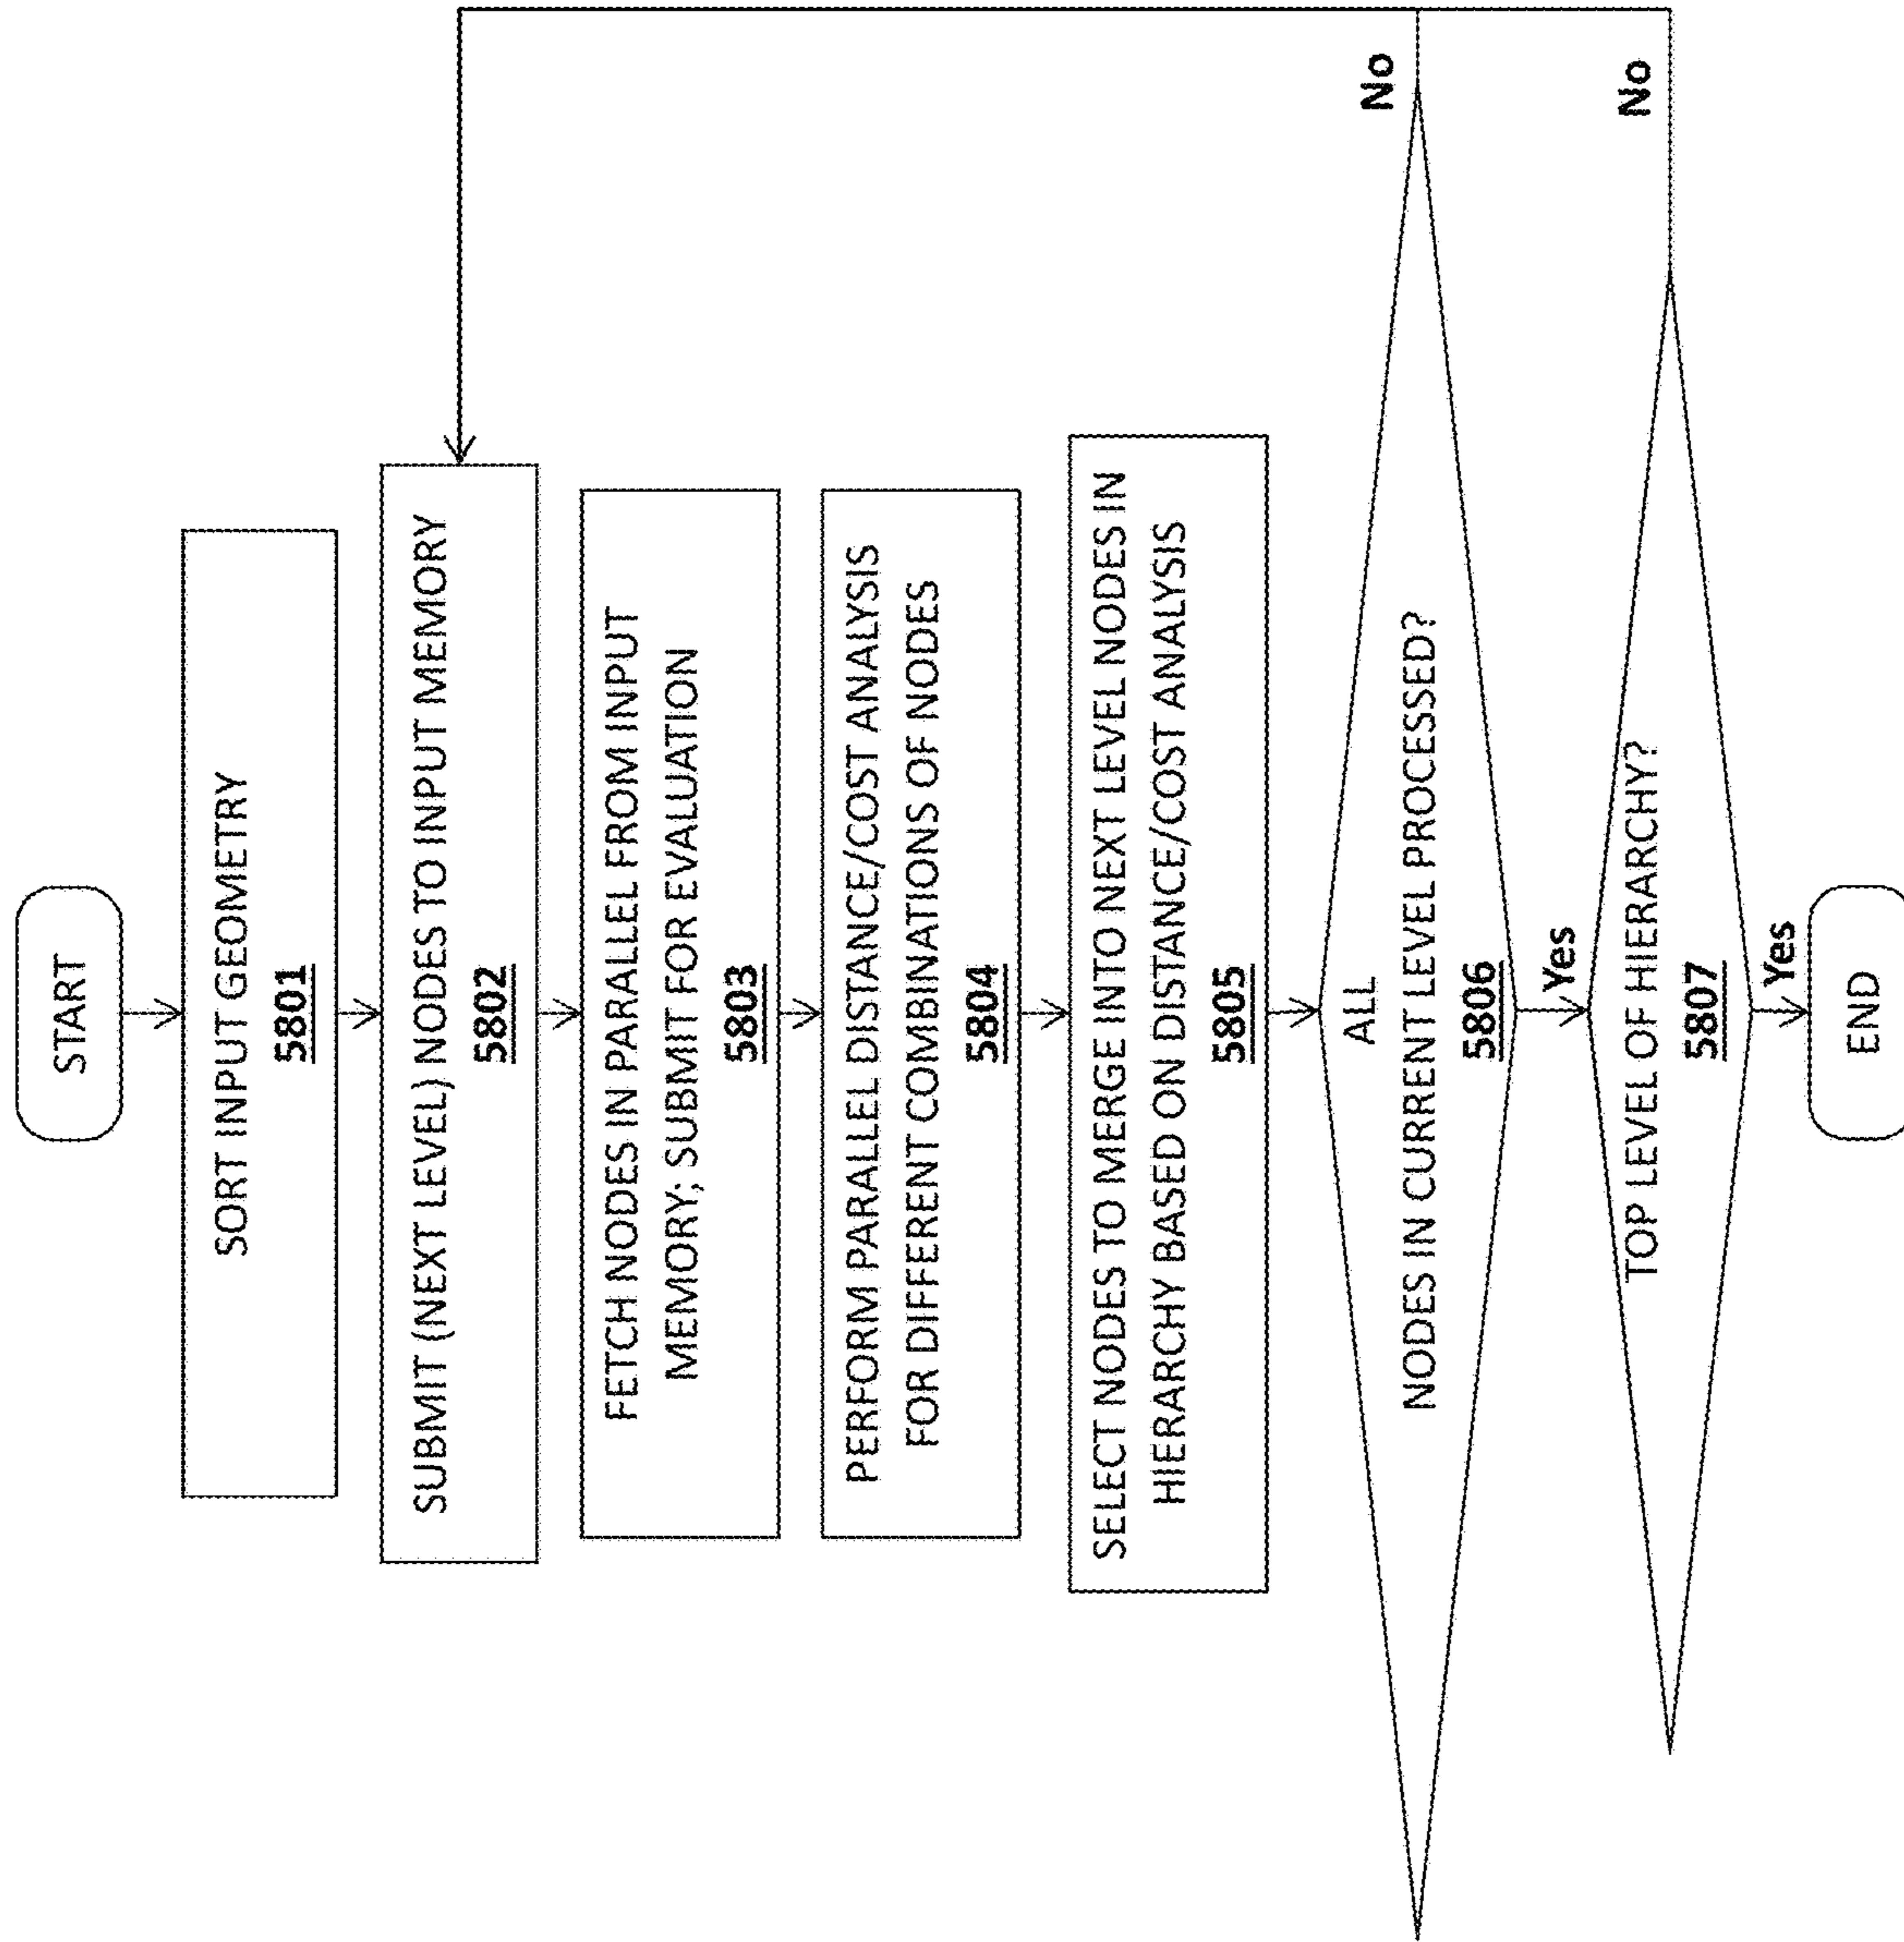 START
SORT INPUT GEOMETRY
5801
SUBMIT (NEXT LEVEL) NODES TO INPUT MEMORY
5802
FETCH NODES IN PARALLEL FROM INPUT
MEMORY; SUBMIT FOR EVALUATION
5803
PERFORM PARALLEL DISTANCE/COST ANALYSIS
FOR DIFFERENT COMBINATIONS OF NODES
5804
SELECT NODES TO MERGE INTO NEXT LEVEL NODES IN
HIERARCHY BASED ON DISTANCE/COST ANALYSIS
5805
ALL
NODES IN CURRENT LEVEL PROCESSED?
5806
No
Yes
TOP LEVEL OF HIERARCHY?
5807
No
Yes
END